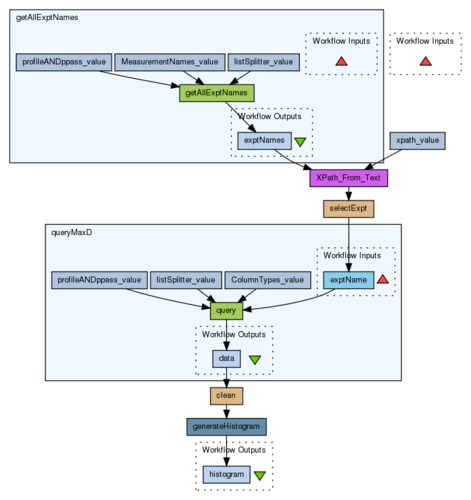 getAllExptNames
Workflow Inputs
Workflow Inputs
profileANDppass_value
MeasurementNames_value
listSplitter_value
getAllExptNames
Workflow Outputs
exptNames
xpath_value
XPath_From_Text
selectExpt
queryMaxD
Workflow Inputs
profileANDppass_value
listSplitter_value
ColumnTypes_value
exptName
query
Workflow Outputs
data
clean
generateHistogram
Workflow Outputs
histogram